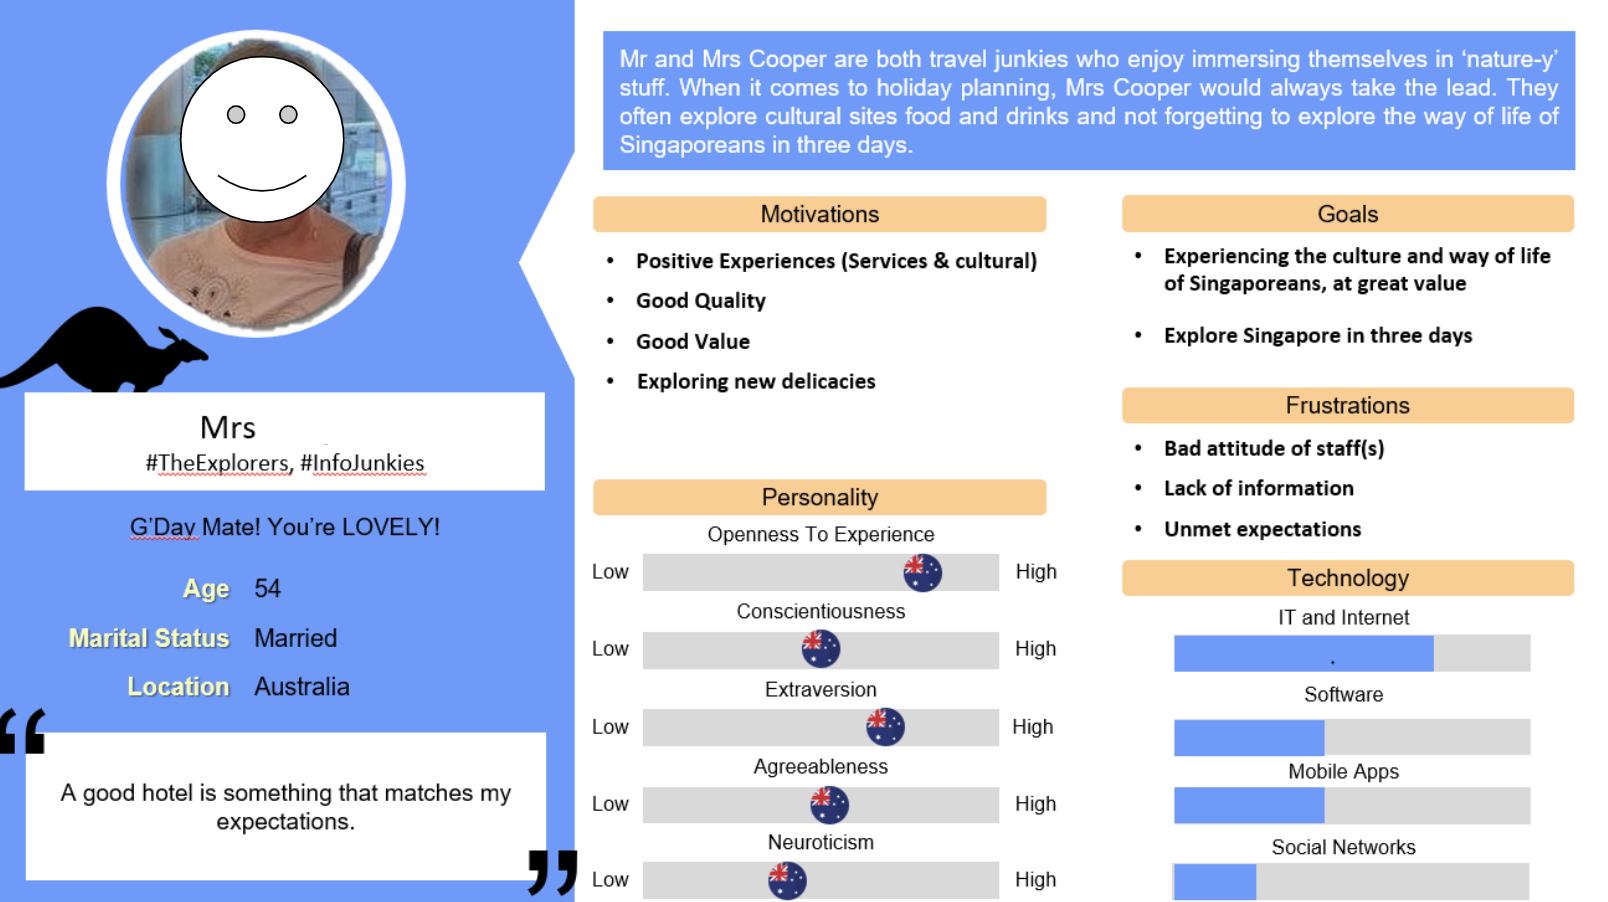 Mr and Mrs Cooper are both travel junkies who enjoy immersing themselves in ‘nature-y’
stuff. When it comes to holiday planning, Mrs Cooper would always take the lead. They
often explore cultural sites food and drinks and not forgetting to explore the way of life of
Singaporeans in three days.
Mrs
#TheExplorers, #InfoJunkies
G’Day Mate! You’re LOVELY!
Age 54
Marital Status Married
Location Australia
“
A good hotel is something that matches my
expectations.
”
Motivations
• Positive Experiences (Services & cultural)
• Good Quality
• Good Value
• Exploring new delicacies
Personality
Openness To Experience
Low High
Conscientiousness
Low High
Extraversion
Low High
Agreeableness
Low High
Neuroticism
Low High
Goals
• Experiencing the culture and way of life
of Singaporeans, at great value
• Explore Singapore in three days
Frustrations
• Bad attitude of staff(s)
• Lack of information
• Unmet expectations
Technology
IT and Internet
.
Software
Mobile Apps
Social Networks